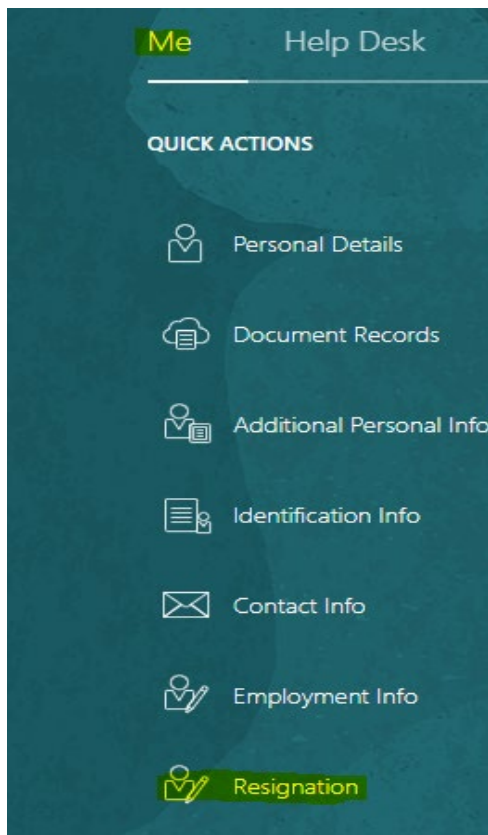 Me Help Desk
QUICK ACTIONS
Personal Details
Document Records
Additional Personal Info
Identification Info
Contact Info
Employment Info
Resignation